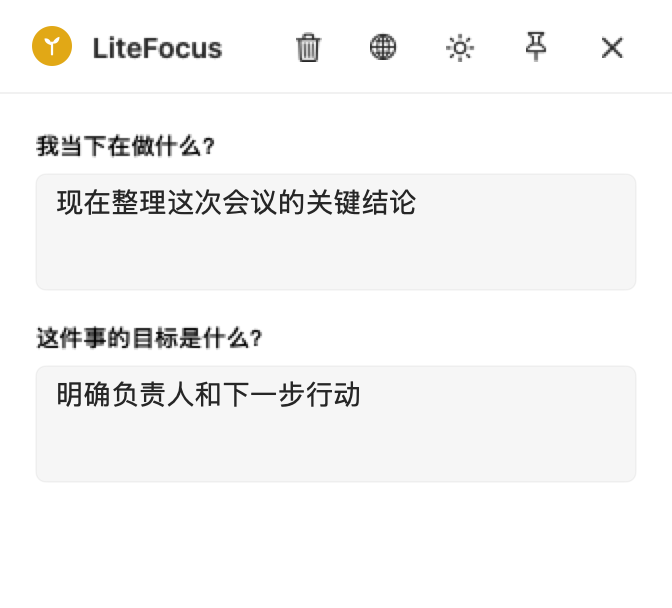 LiteFocus
我当下在做什么?
现在整理这次会议的关键结论
这件事的目标是什么?
明确负责人和下一步行动